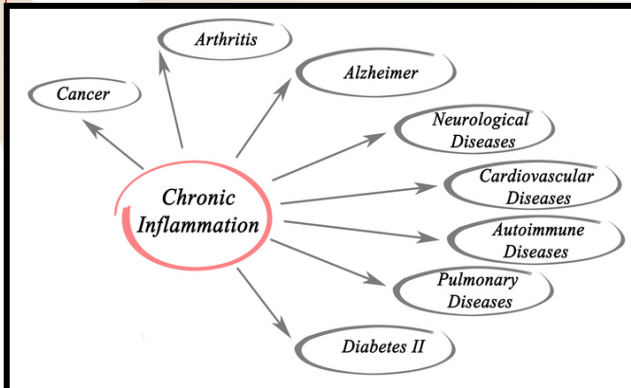 Arthritis
Alzheimer
Cancer
Neurological
Diseases
Cardiovascular
Diseases
Chronic
Inflammation
Autoimmune
Diseases
Pulmonary
Diseases
Diabetes II